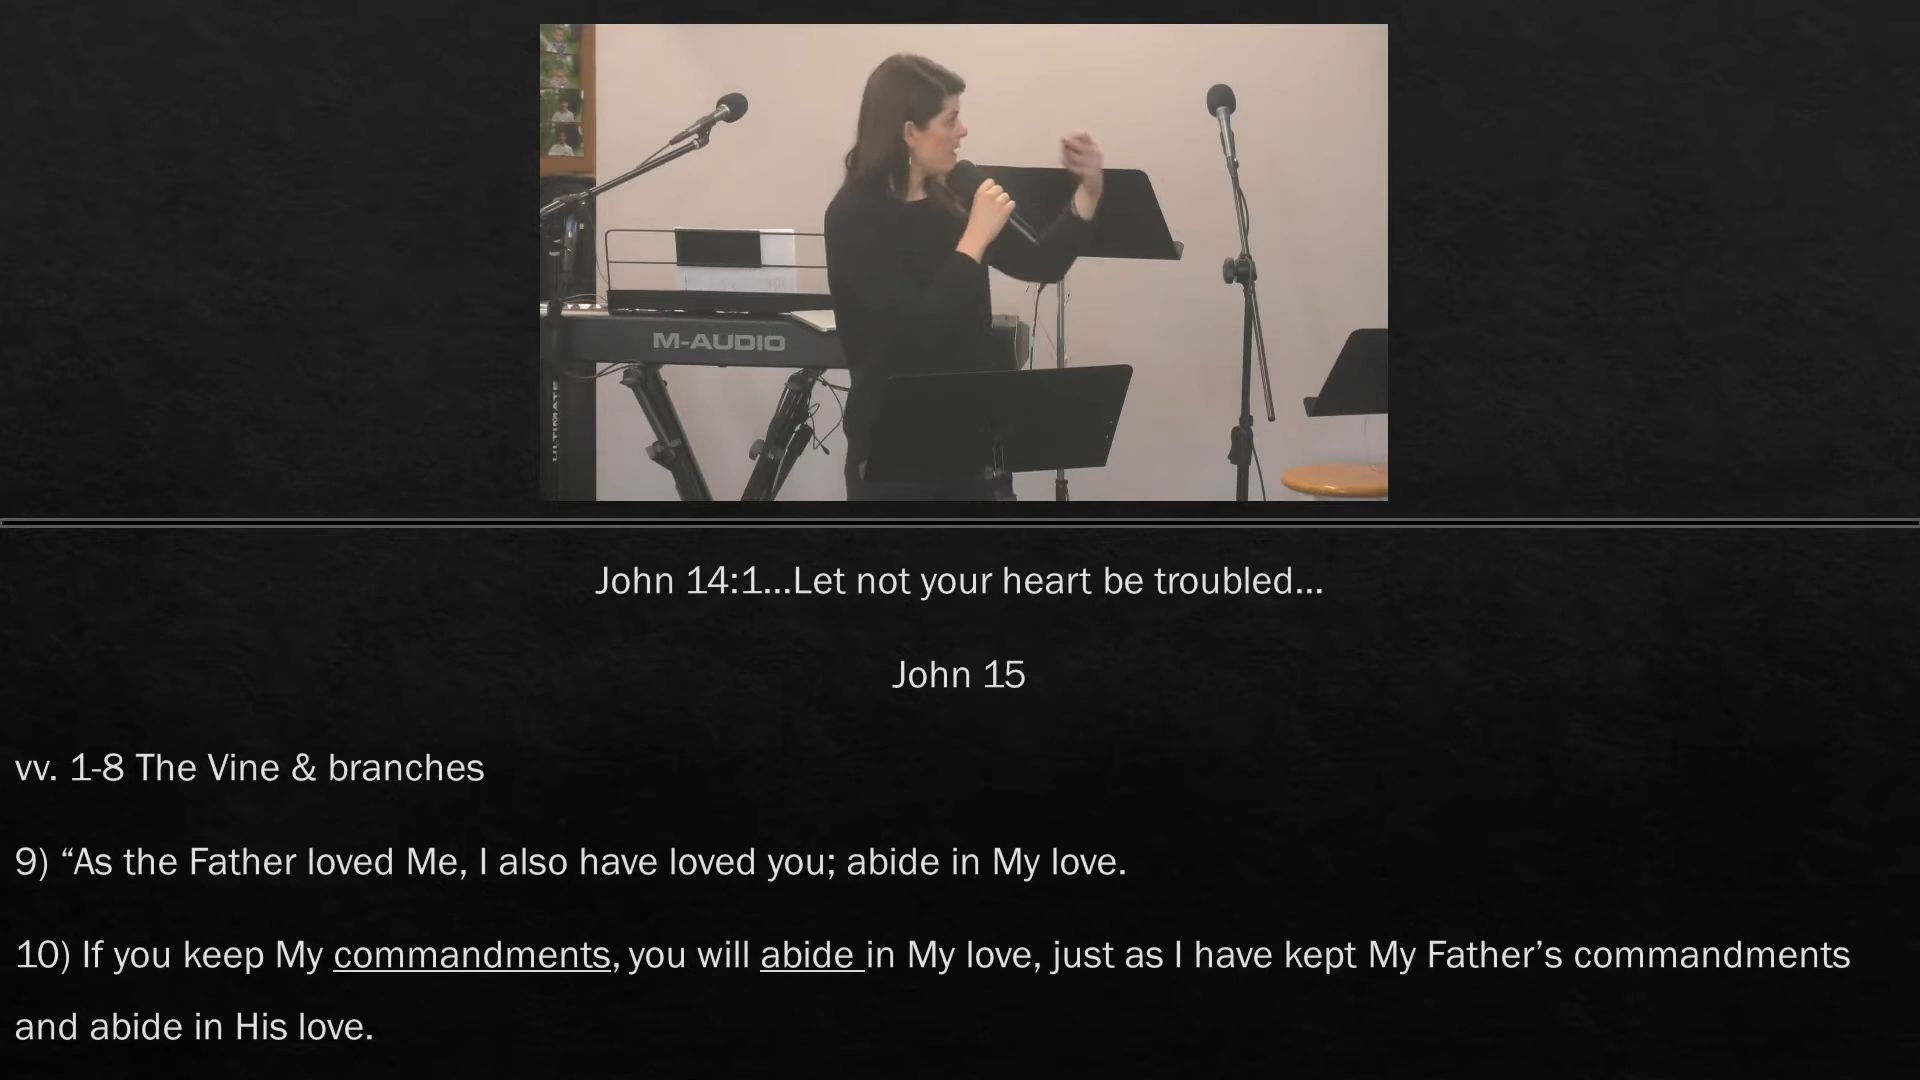 M-AUDIO
ULTIMATE
John 14:1...Let not your heart be troubled...
John 15
vv. 1-8 The Vine & branches
9) “As the Father loved Me, I also have loved you; abide in My love.
10) If you keep My commandments, you will abide in My love, just as I have kept My Father’s commandments
and abide in His love.